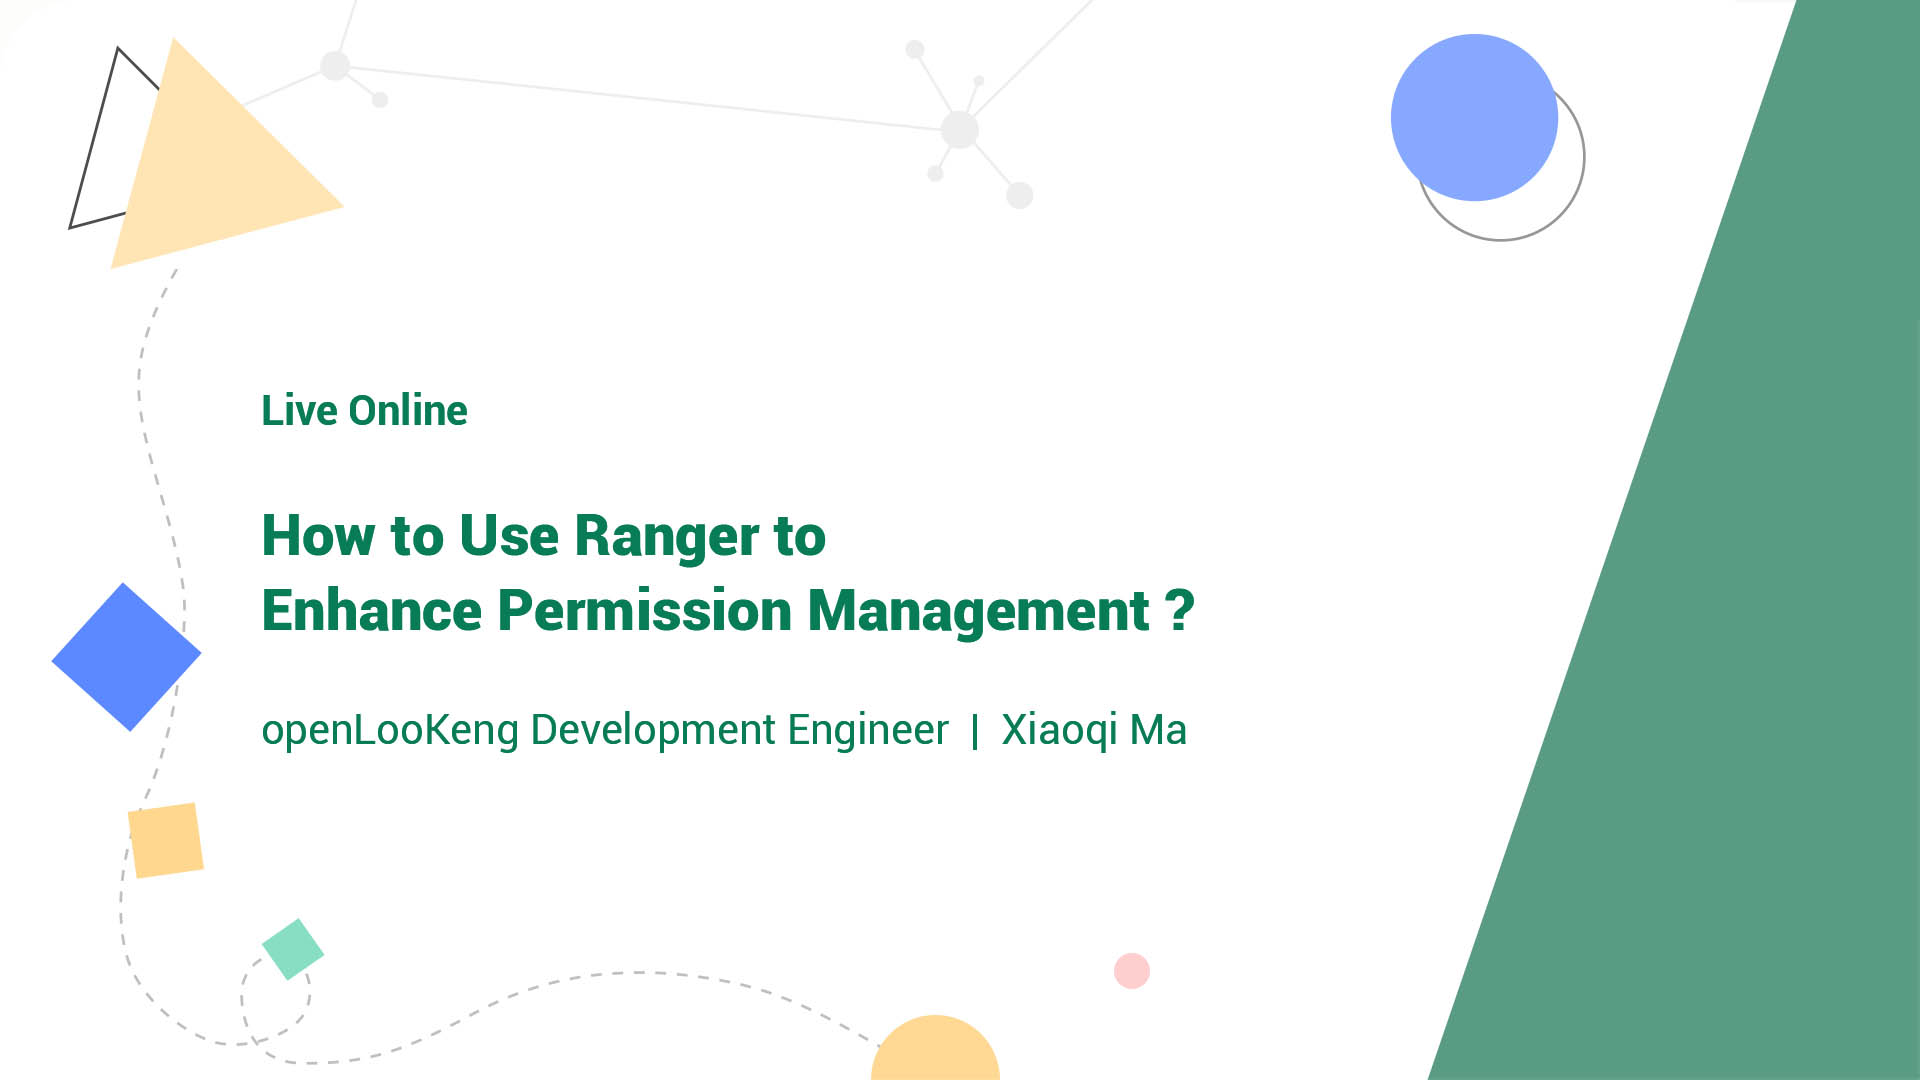 Live Online
How to Use Ranger to
Enhance Permission Management ?
openLooKeng Development Engineer | Xiaoqi Ma